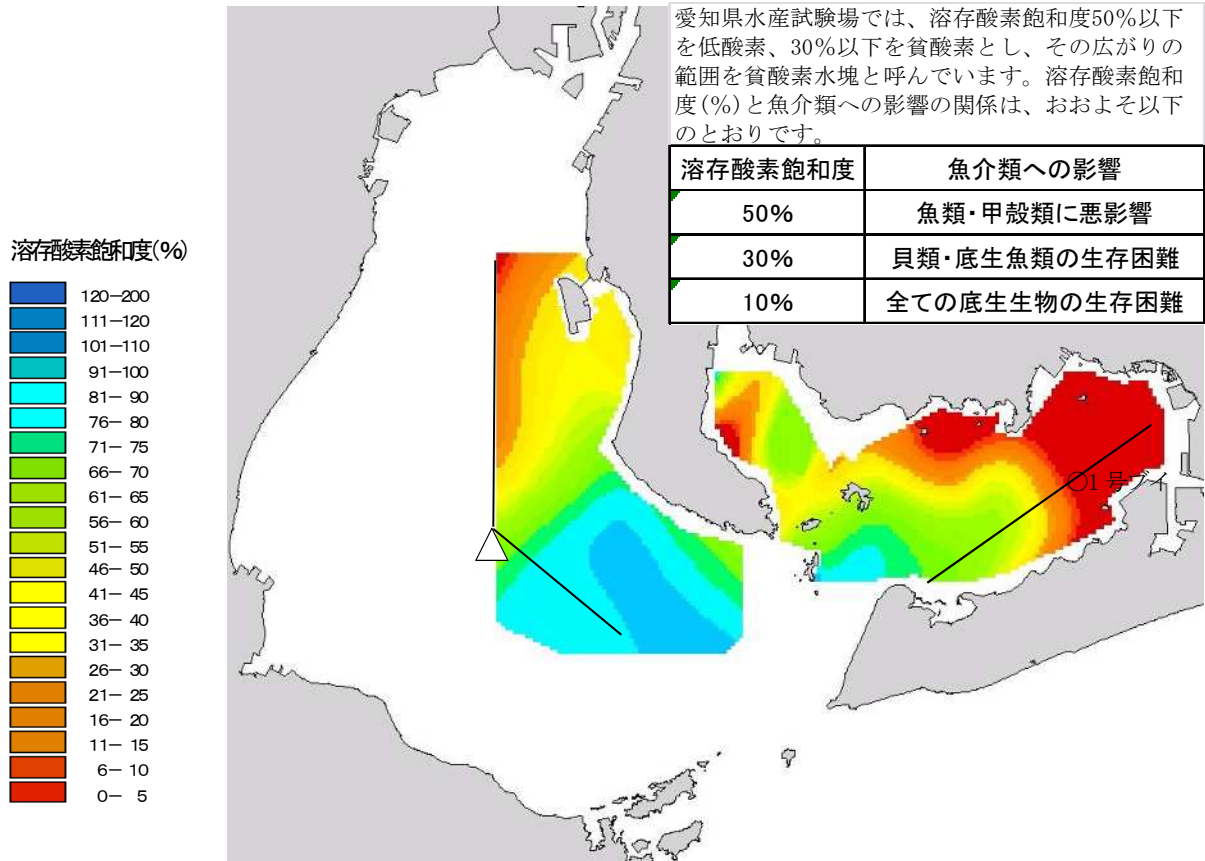 愛知県水産試験場では、溶存酸素飽和度50％以下
を低酸素、30％以下を貧酸素とし、その広がりの
範囲を貧酸素水塊と呼んでいます。溶存酸素飽和
度(％)と魚介類への影響の関係は、おおよそ以下
のとおりです。
溶存酸素飽和度 魚介類への影響
50% 魚類・甲殻類に悪影響
30% 貝類・底生魚類の生存困難
10% 全ての底生生物の生存困難
溶存酸素飽和度(%)
120－200
111－120
101－110
91－100
81－ 90
76－ 80
71－ 75
66－ 70
61－ 65
56－ 60
51－ 55
46－ 50
41－ 45
36－ 40
31－ 35
26－ 30
21－ 25
16－ 20
11－ 15
6－ 10
0－ 5
○1 号ブイ